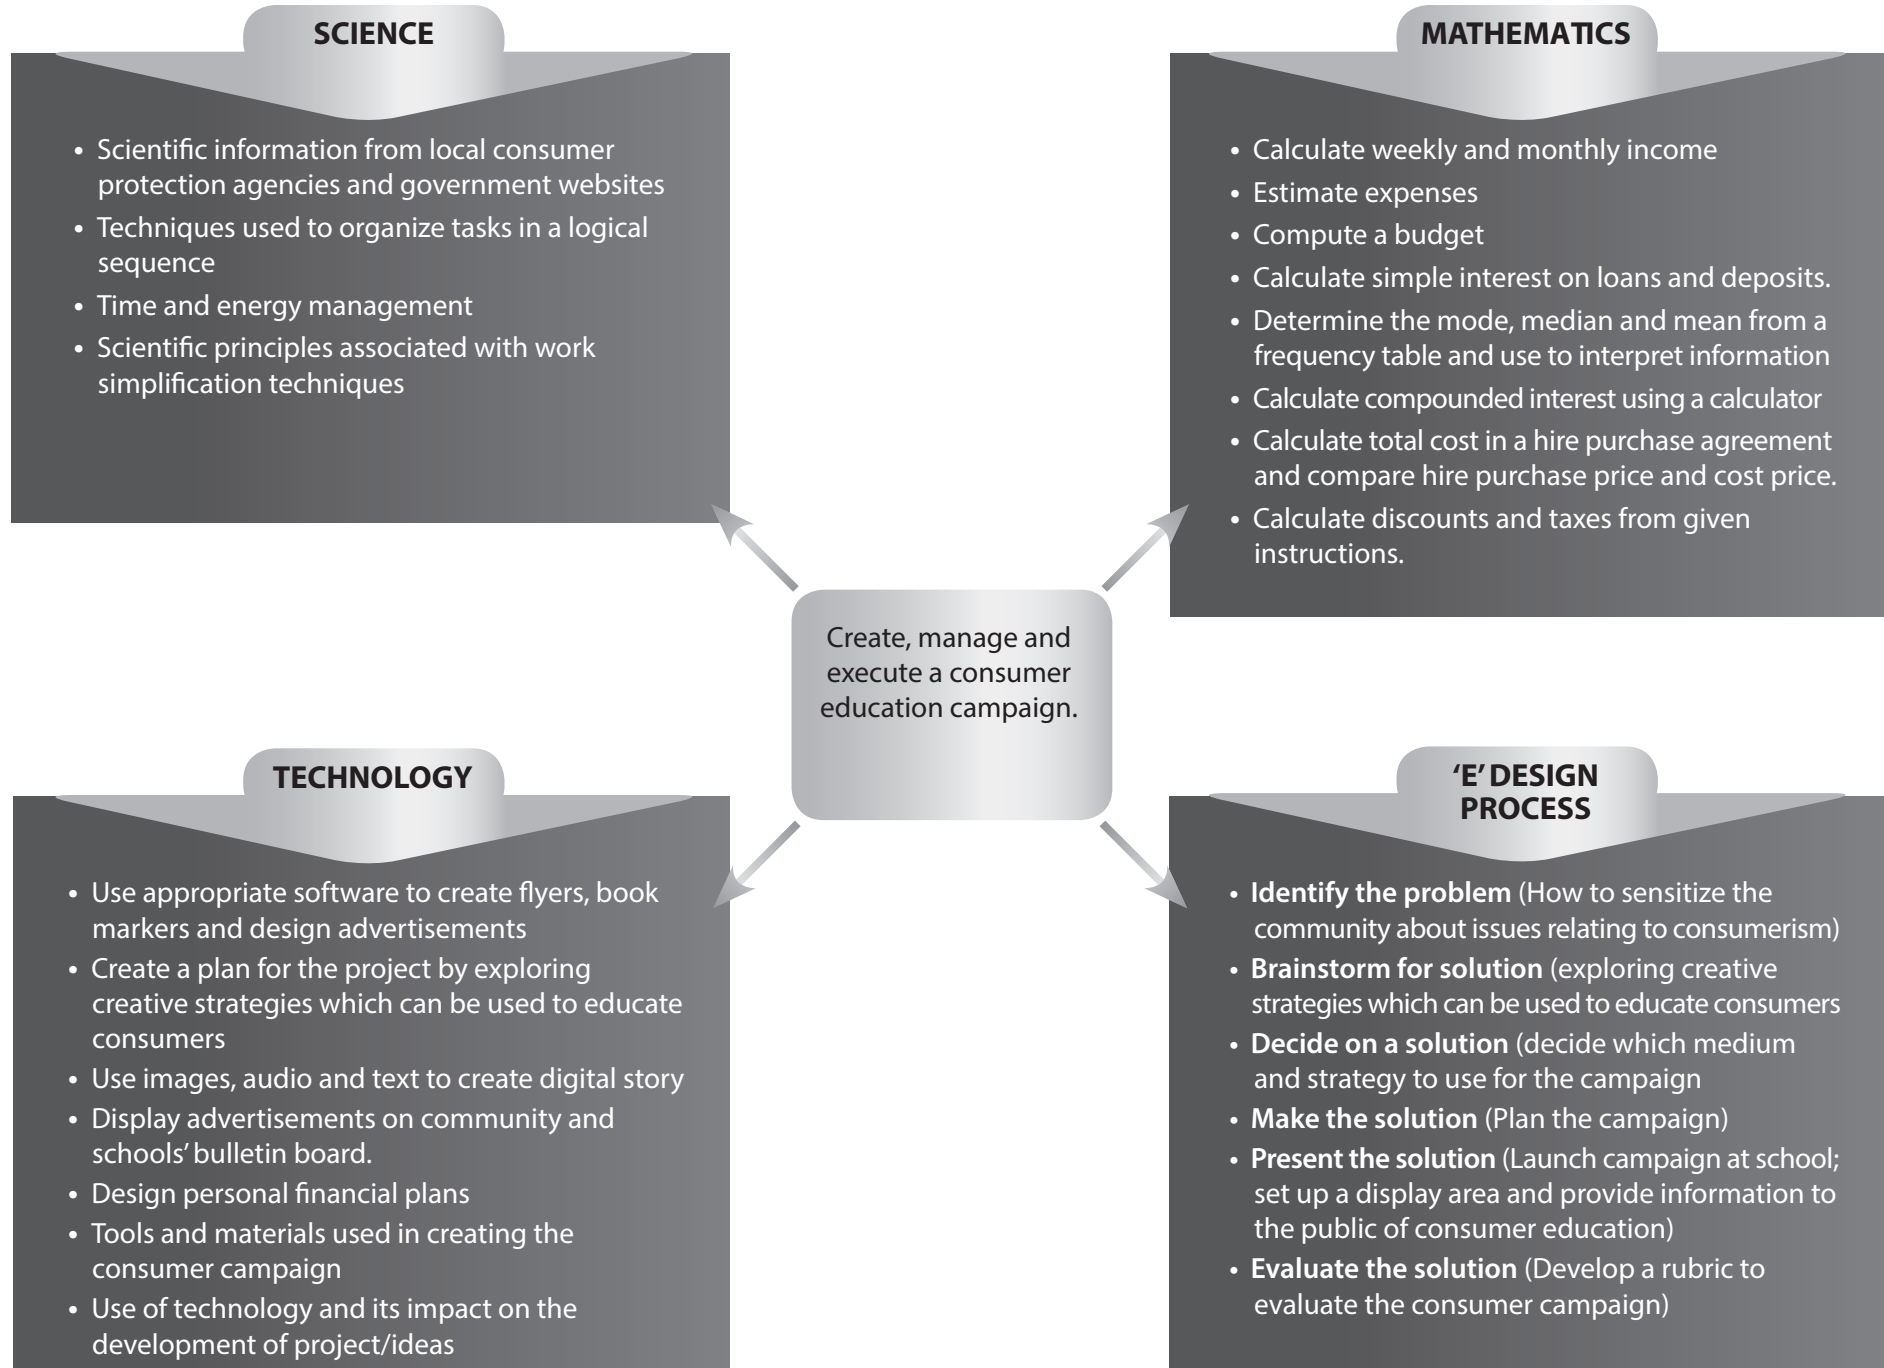 SCIENCE
• Scientific information from local consumer
protection agencies and government websites
• Techniques used to organize tasks in a logical
sequence
• Time and energy management
• Scientific principles associated with work
simplification techniques
MATHEMATICS
• Calculate weekly and monthly income
• Estimate expenses
• Compute a budget
• Calculate simple interest on loans and deposits.
• Determine the mode, median and mean from a
frequency table and use to interpret information
• Calculate compounded interest using a calculator
• Calculate total cost in a hire purchase agreement
and compare hire purchase price and cost price.
• Calculate discounts and taxes from given
instructions.
Create, manage and
execute a consumer
education campaign.
TECHNOLOGY
• Use appropriate software to create flyers, book
markers and design advertisements
• Create a plan for the project by exploring
creative strategies which can be used to educate
consumers
• Use images, audio and text to create digital story
• Display advertisements on community and
schools’ bulletin board.
• Design personal financial plans
• Tools and materials used in creating the
consumer campaign
• Use of technology and its impact on the
development of project/ideas
‘E’ DESIGN
PROCESS
• Identify the problem (How to sensitize the
community about issues relating to consumerism)
• Brainstorm for solution (exploring creative
strategies which can be used to educate consumers
• Decide on a solution (decide which medium
and strategy to use for the campaign
• Make the solution (Plan the campaign)
• Present the solution (Launch campaign at school;
set up a display area and provide information to
the public of consumer education)
• Evaluate the solution (Develop a rubric to
evaluate the consumer campaign)